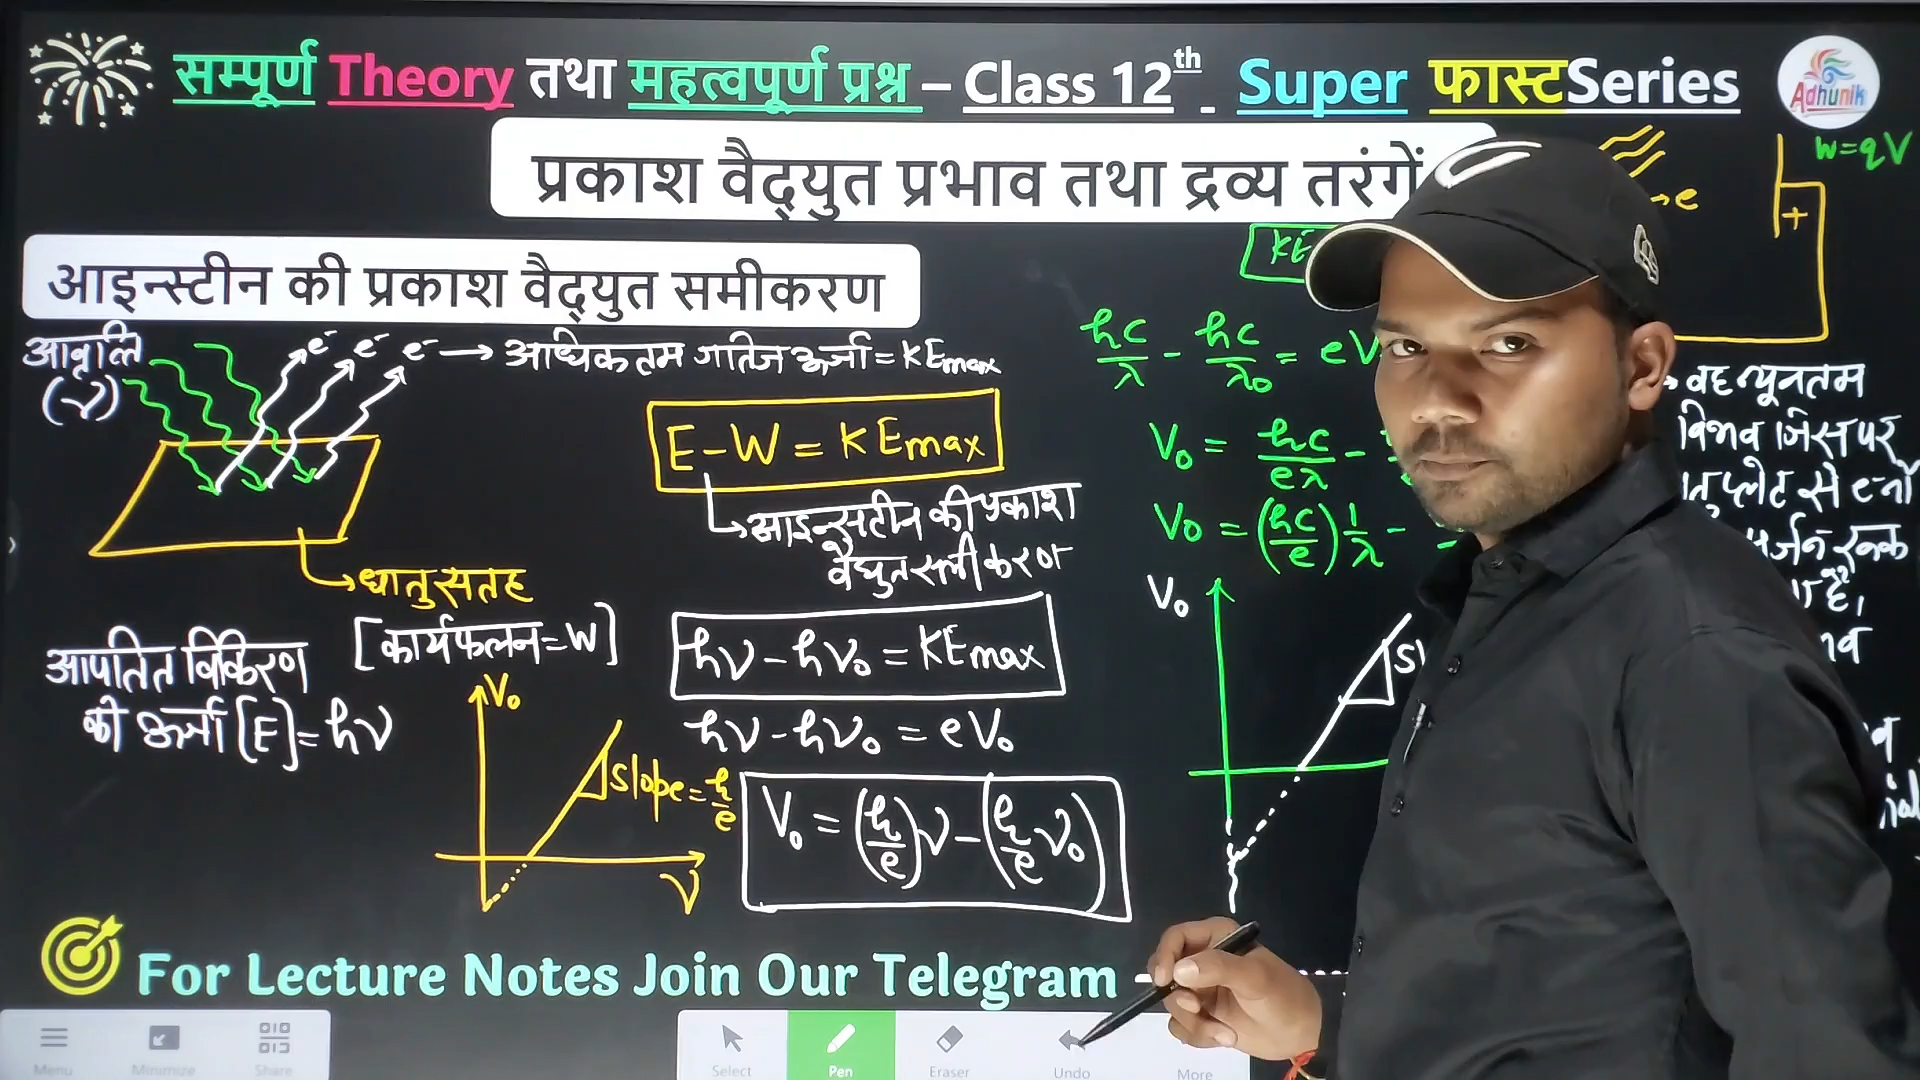 सम्पूर्ण Theory तथा महत्वपूर्ण प्रश्न – Class 12th - Super फास्टSeries
Adhunik
प्रकाश वैद्युत प्रभाव तथा द्रव्य तरंगें
W=qV
e
+
KE
आइन्स्टीन की प्रकाश वैद्युत समीकरण
आवृत्ति
(ν)
e⁻ e⁻ e⁻ → अधिकतम गतिज ऊर्जा = KEmax
E-W = KEmax
आइन्सटीन की प्रकाश
धातु सतह
[कार्यफलन=W]
आपतित विकिरण
की ऊर्जा [E]=hν
hν-hν₀ = KEmax
hν-hν₀ = eV₀
V₀ = (h/e)ν-(h/e ν₀)
V₀
Slope = h/e
ν
hc/λ - hc/λ₀ = eV
V₀ = hc/eλ -
V₀ = (hc/e) 1/λ -
V₀
→ वह न्यूनतम
विभव जिस पर
प्लेट से
For Lecture Notes Join Our Telegram -
Menu Minimize Share Select Pen Eraser Undo More